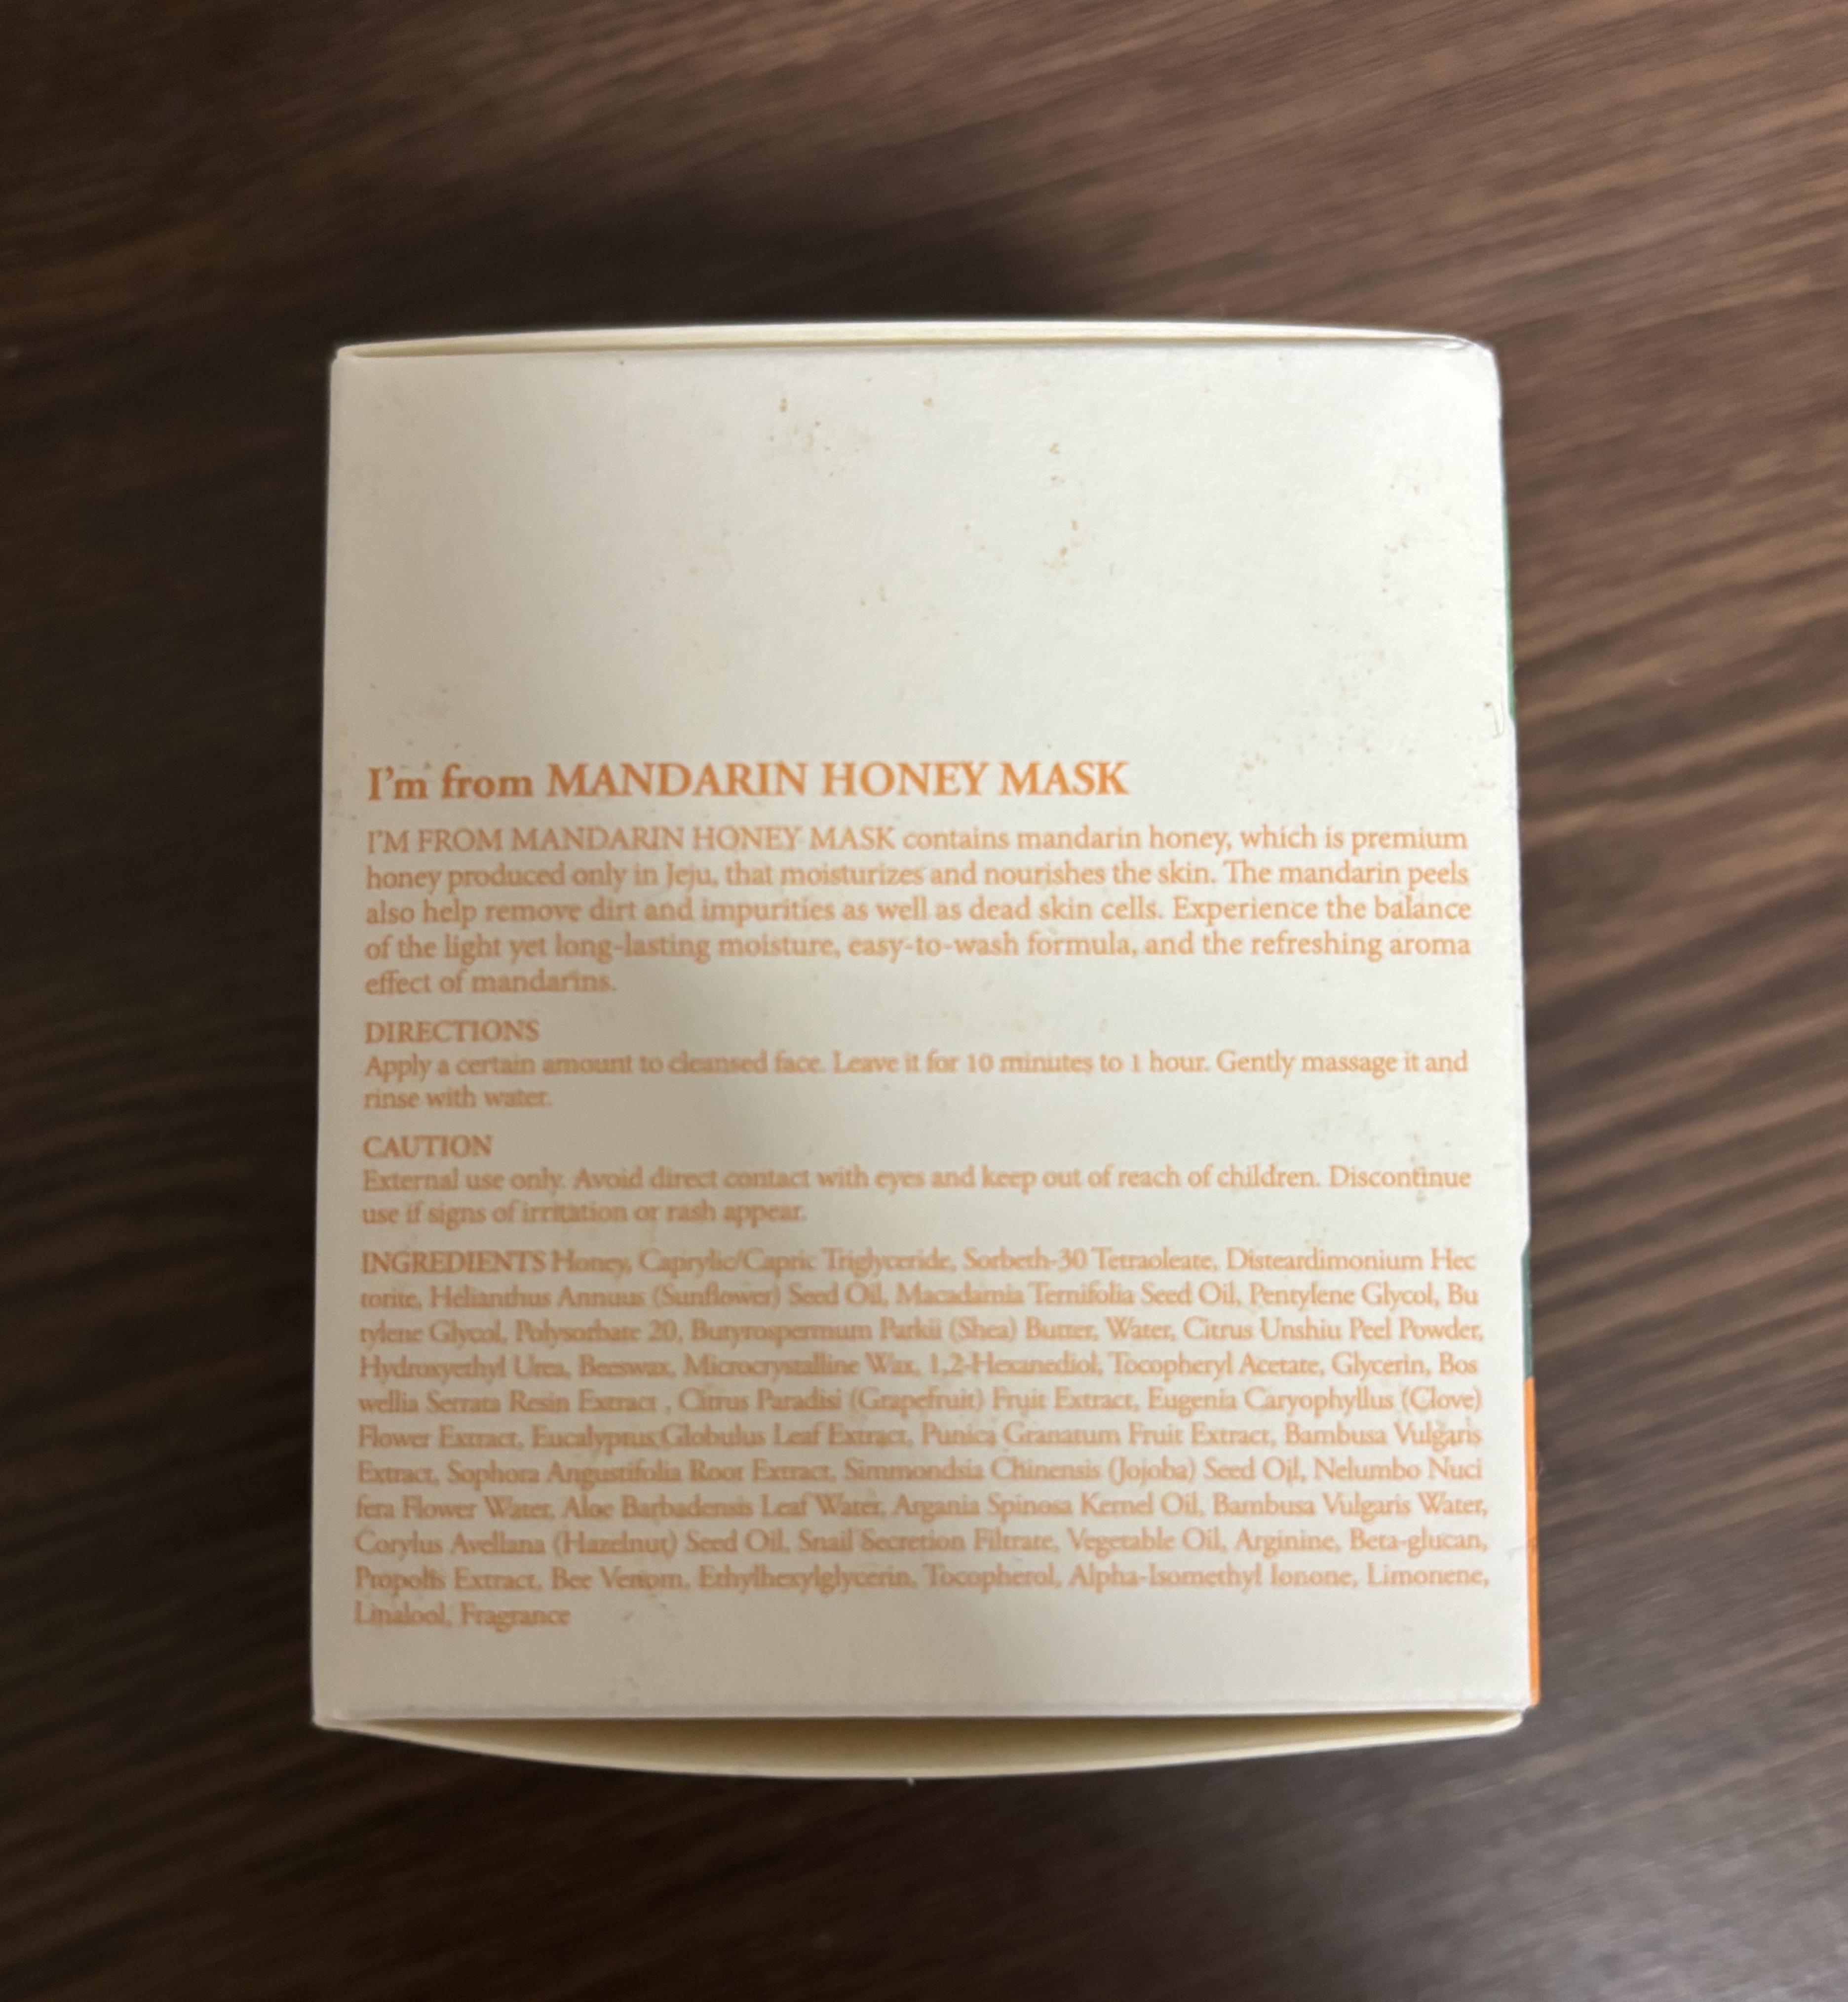 I'm from MANDARIN HONEY MASK
I'M FROM MANDARIN HONEY MASK contains mandarin honey, which is premium
honey produced only in Jeju, that moisturizes and nourishes the skin. The mandarin peels
also help remove dirt and impurities as well as dead skin cells. Experience the balance
of the light yet long-lasting moisture, easy-to-wash formula, and the refreshing aroma
effect of mandarins.
DIRECTIONS
Apply a certain amount to cleansed face. Leave it for 10 minutes to 1 hour. Gently massage it and
rinse with water.
CAUTION
External use only. Avoid direct contact with eyes and keep out of reach of children. Discontinue
use if signs of irritation or rash appear.
INGREDIENTS Honey, Caprylic/Capric Triglyceride, Sorbeth-30 Tetraoleate, Disteardimonium Hec
torite, Helianthus Annuus (Sunflower) Seed Oil, Macadamia Ternifolia Seed Oil, Pentylene Glycol, Bu
tylene Glycol, Polysorbate 20, Butyrospermum Parkii (Shea) Butter, Water, Citrus Unshiu Peel Powder,
Hydroxyethyl Urea, Beeswax, Microcrystalline Wax, 1,2-Hexanediol, Tocopheryl Acetate, Glycerin, Bos
wellia Serrata Resin Extract , Citrus Paradisi (Grapefruit) Fruit Extract, Eugenia Caryophyllus (Clove)
Flower Extract, Eucalyptus Globulus Leaf Extract, Punica Granatum Fruit Extract, Bambusa Vulgaris
Extract, Sophora Angustifolia Root Extract, Simmondsia Chinensis (Jojoba) Seed Oil, Nelumbo Nuci
fera Flower Water, Aloe Barbadensis Leaf Water, Argania Spinosa Kernel Oil, Bambusa Vulgaris Water,
Corylus Avellana (Hazelnut) Seed Oil, Snail Secretion Filtrate, Vegetable Oil, Arginine, Beta-glucan,
Propolis Extract, Bee Venom, Ethylhexylglycerin, Tocopherol, Alpha-Isomethyl Ionone, Limonene,
Linalool, Fragrance